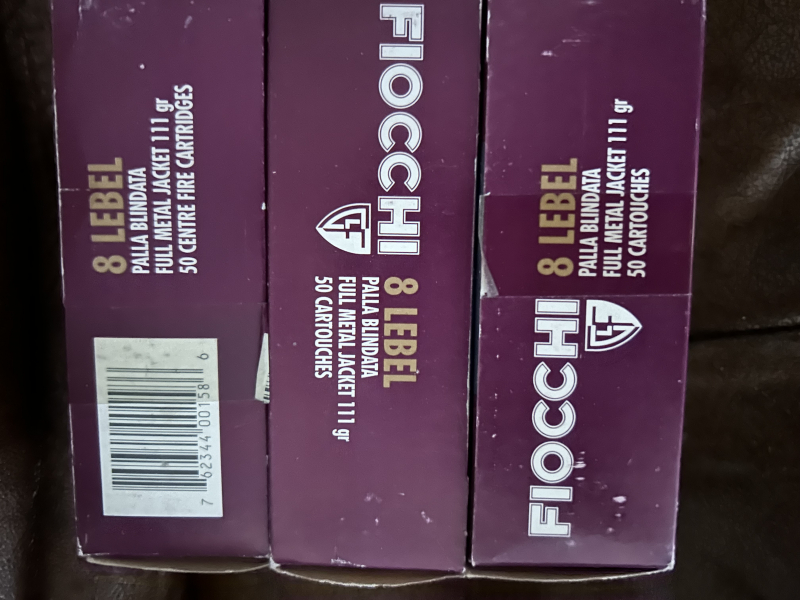 8 LEBEL
PALLA BLINDATA
FULL METAL JACKET 111 gr
50 CENTRE FIRE CARTRIDGES
7 62344 00158 6
FIOCCHI
GFL
8 LEBEL
PALLA BLINDATA
FULL METAL JACKET 111 gr
50 CARTOUCHES
8 LEBEL
PALLA BLINDATA
FULL METAL JACKET 111 gr
50 CARTOUCHES
FIOCCHI
GFL